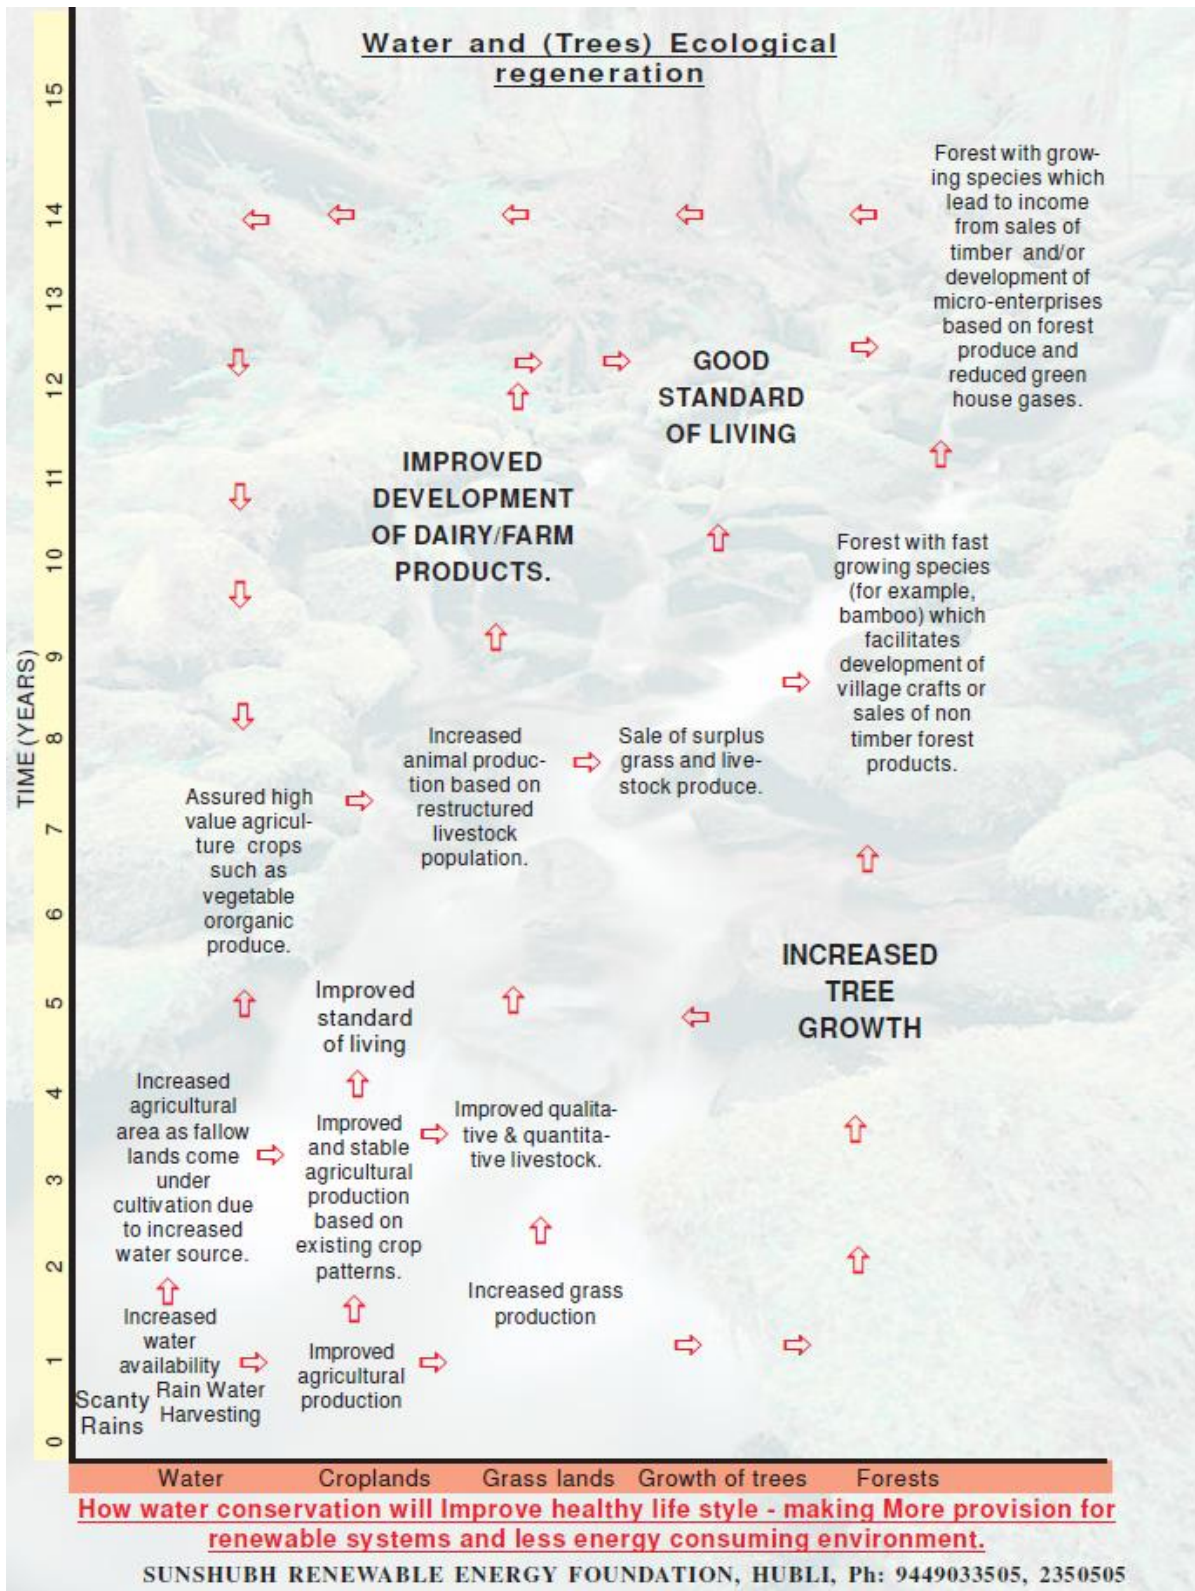 Water and (Trees) Ecological
regeneration
15
14
13
12
11
10
9
8
7
6
5
4
3
2
1
0
TIME (YEARS)
Forest with grow-
ing species which
lead to income
from sales of
timber and/or
development of
micro-enterprises
based on forest
produce and
reduced green
house gases.
GOOD
STANDARD
OF LIVING
IMPROVED
DEVELOPMENT
OF DAIRY/FARM
PRODUCTS.
Forest with fast
growing species
(for example,
bamboo) which
facilitates
development of
village crafts or
sales of non
timber forest
products.
Increased
animal produc-
tion based on
restructured
livestock
population.
Sale of surplus
grass and live-
stock produce.
Assured high
value agricul-
ture crops
such as
vegetable
ororganic
produce.
INCREASED
TREE
GROWTH
Improved
standard
of living
Increased
agricultural
area as fallow
lands come
under
cultivation due
to increased
water source.
Improved
and stable
agricultural
production
based on
existing crop
patterns.
Improved qualita-
tive & quantita-
tive livestock.
Increased grass
production
Increased
water
availability
Improved
agricultural
production
Scanty
Rains
Rain Water
Harvesting
Water Croplands Grass lands Growth of trees Forests
How water conservation will Improve healthy life style - making More provision for
renewable systems and less energy consuming environment.
SUNSHUBH RENEWABLE ENERGY FOUNDATION, HUBLI, Ph: 9449033505, 2350505